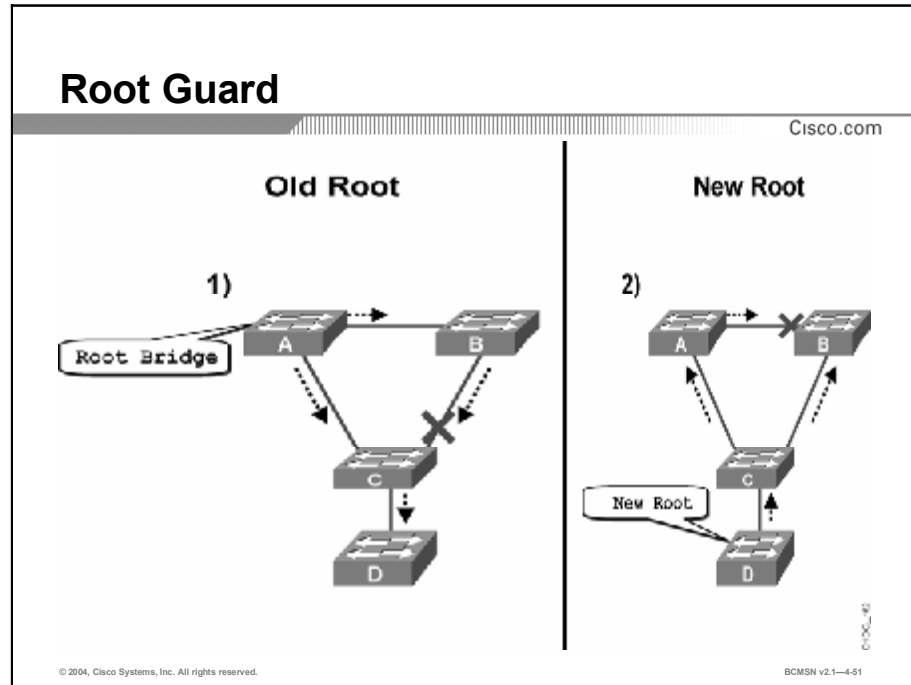 Root Guard
Cisco.com
Old Root
New Root
1)
A
B
Root Bridge
C
D
2)
A
B
C
New Root
D
© 2004, Cisco Systems, Inc. All rights reserved.
BCMSN v2.1—4-51